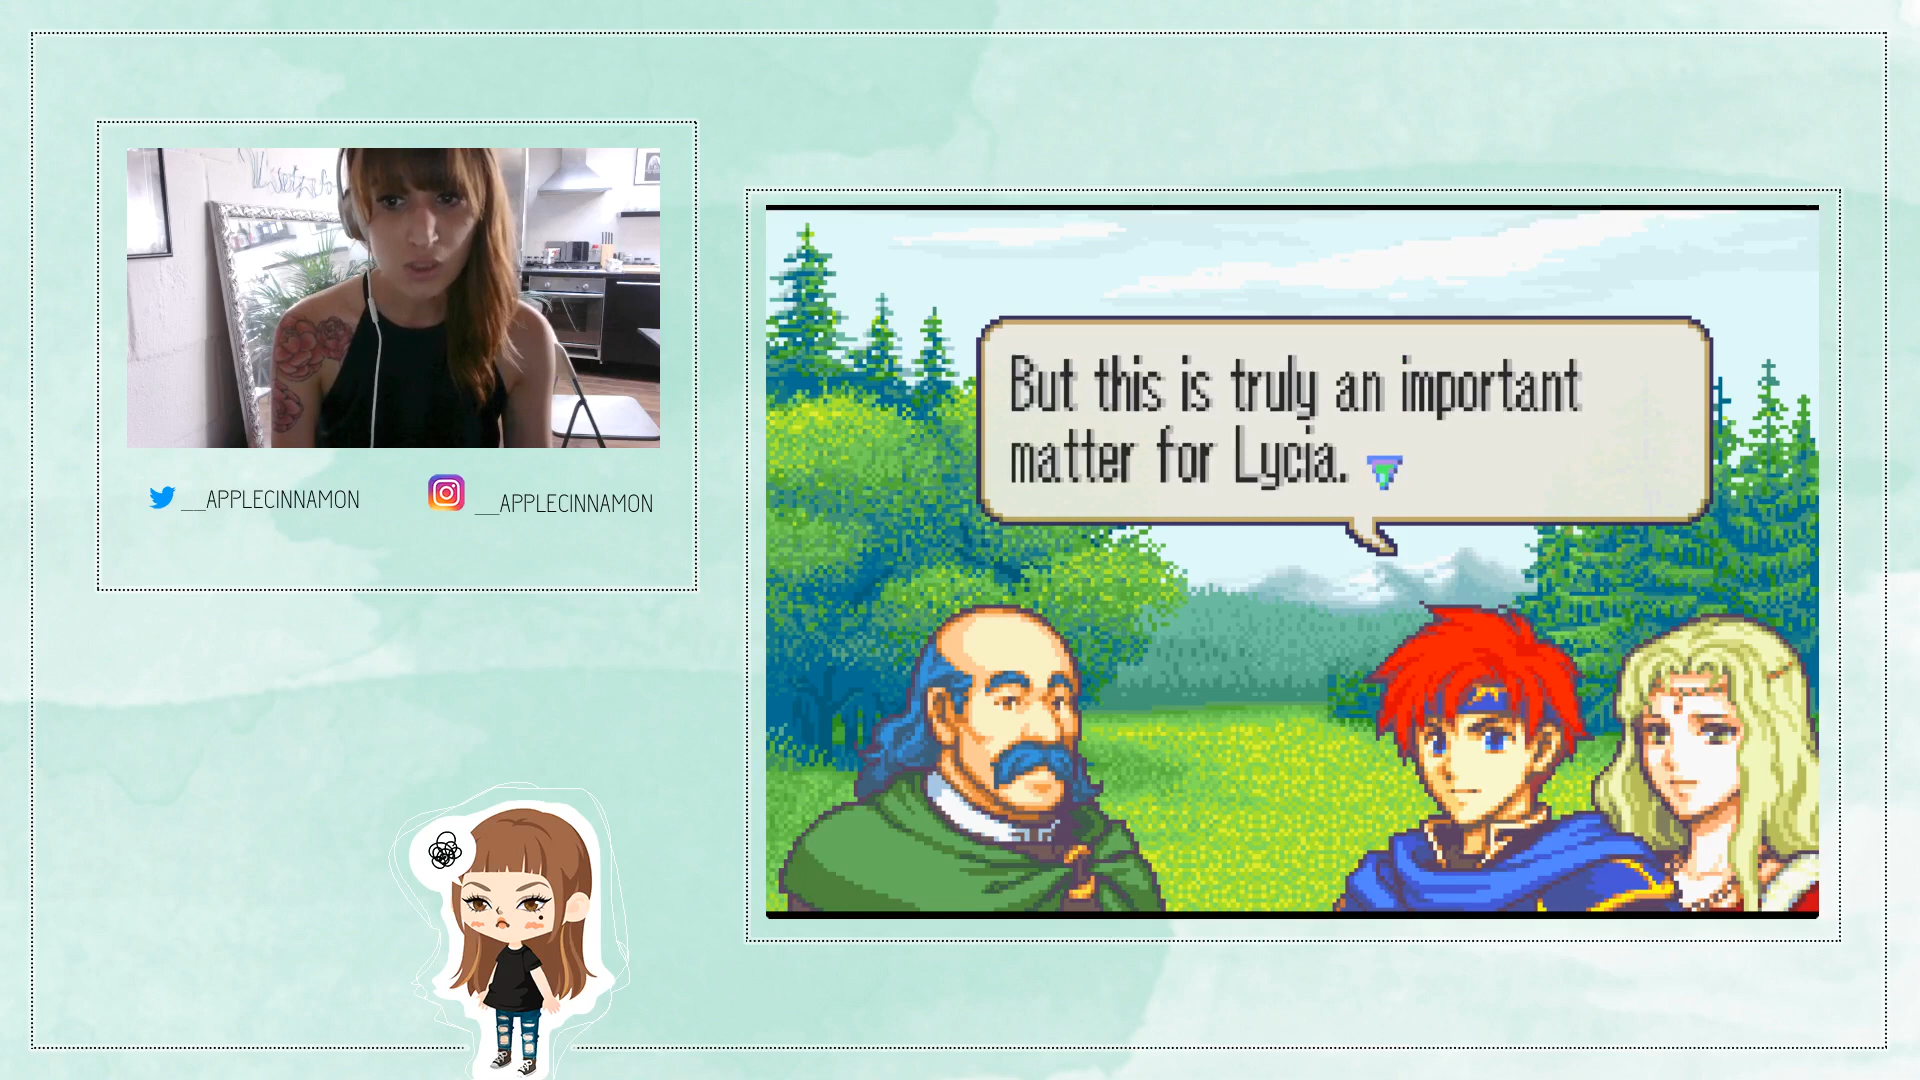 __APPLECINNAMON
__APPLECINNAMON
But this is truly an important
matter for Lycia.